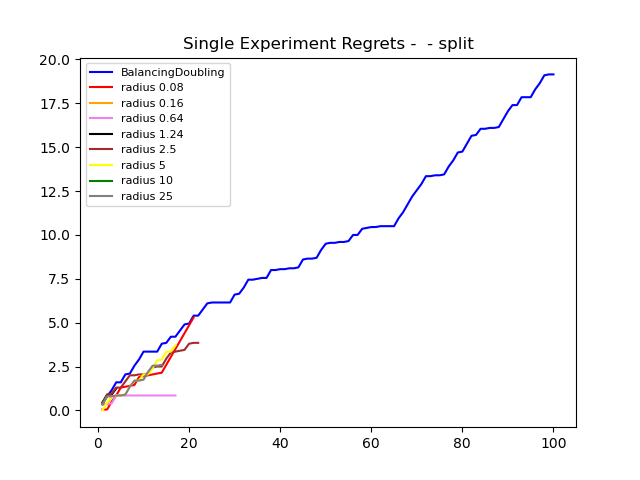 Single Experiment Regrets -  - split
20.0
17.5
15.0
12.5
10.0
7.5
5.0
2.5
0.0
BalancingDoubling
radius 0.08
radius 0.16
radius 0.64
radius 1.24
radius 2.5
radius 5
radius 10
radius 25
0 20 40 60 80 100